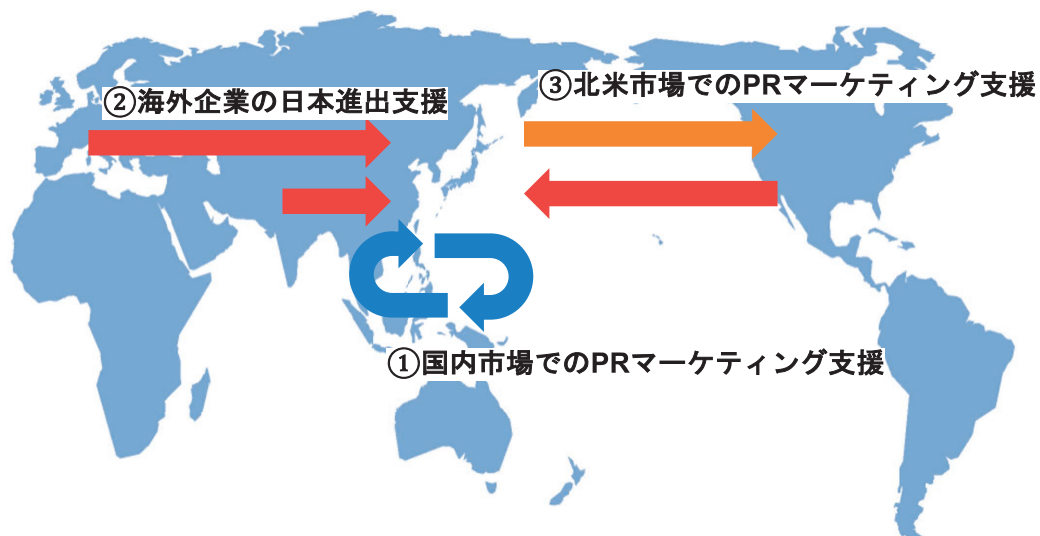 ③北米市場でのPRマーケティング支援
②海外企業の日本進出支援
①国内市場でのPRマーケティング支援